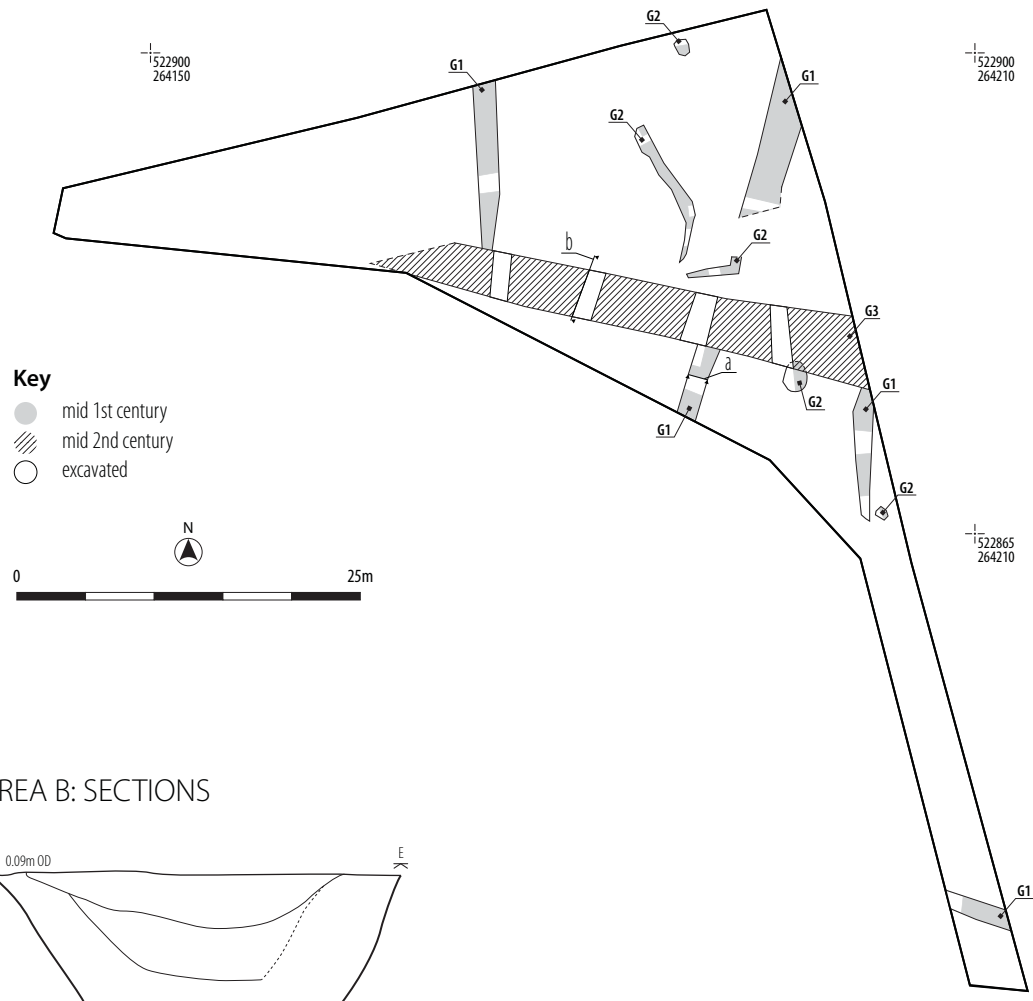 G2
522900
264150
522900
264210
G1
G1
G2
G2
b
G3
a
G2
G1
G1
Key
mid 1st century
mid 2nd century
excavated
G2
N
522865
264210
0
25m
REA B: SECTIONS
0.09m OD
E
G1